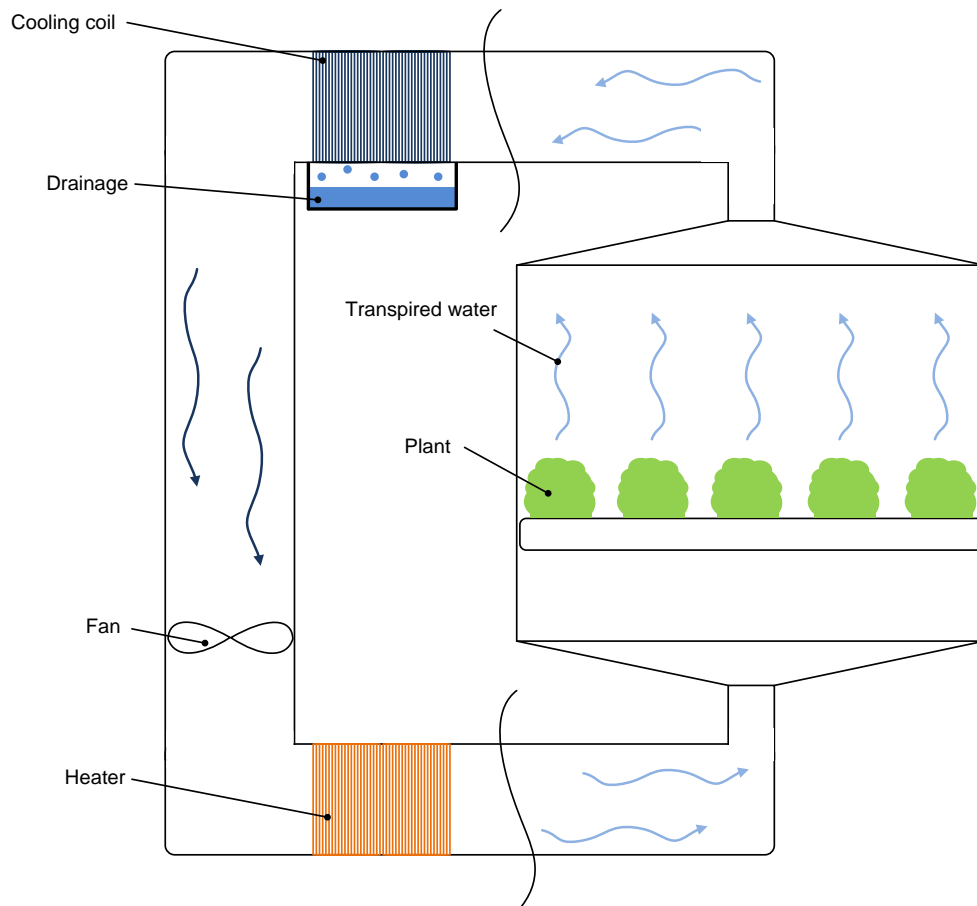 Cooling coil
Drainage
Transpired water
Plant
Fan
Heater